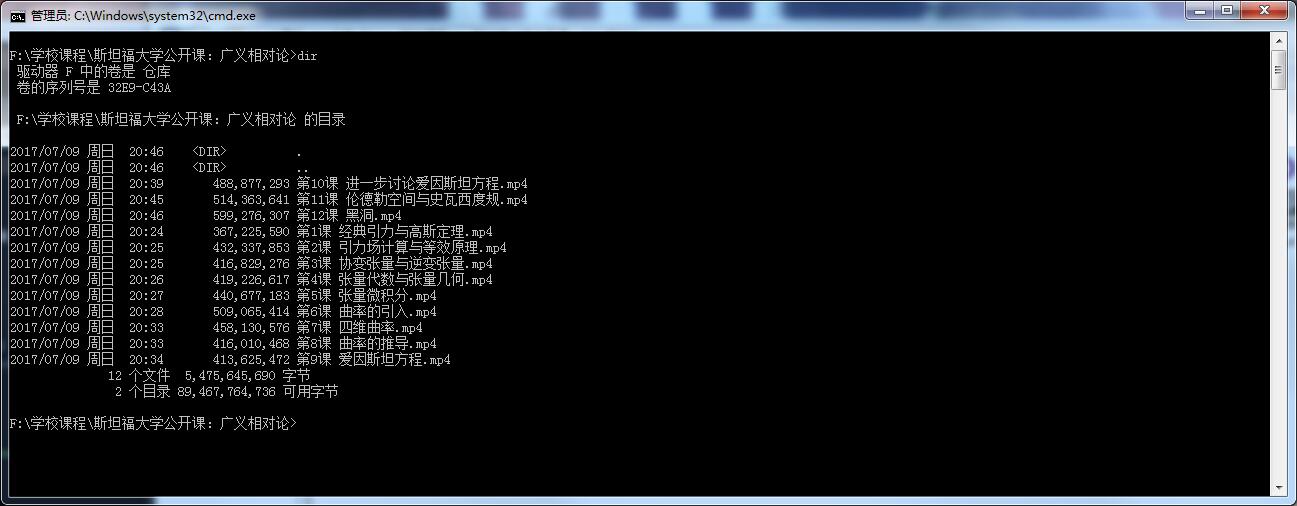 管理员: C:\Windows\system32\cmd.exe
F:\学校课程\斯坦福大学公开课：广义相对论>dir
驱动器 F 中的卷是 仓库
卷的序列号是 32E9-C43A
F:\学校课程\斯坦福大学公开课：广义相对论 的目录
2017/07/09 周日  20:46    <DIR>          .
2017/07/09 周日  20:46    <DIR>          ..
2017/07/09 周日  20:39       488,877,293 第10课 进一步讨论爱因斯坦方程.mp4
2017/07/09 周日  20:45       514,363,641 第11课 伦德勒空间与史瓦西度规.mp4
2017/07/09 周日  20:46       599,276,307 第12课 黑洞.mp4
2017/07/09 周日  20:24       367,225,590 第1课 经典引力与高斯定理.mp4
2017/07/09 周日  20:25       432,337,853 第2课 引力场计算与等效原理.mp4
2017/07/09 周日  20:25       416,829,276 第3课 协变张量与逆变张量.mp4
2017/07/09 周日  20:26       419,226,617 第4课 张量代数与张量几何.mp4
2017/07/09 周日  20:27       440,677,183 第5课 张量微积分.mp4
2017/07/09 周日  20:28       509,065,414 第6课 曲率的引入.mp4
2017/07/09 周日  20:33       458,130,576 第7课 四维曲率.mp4
2017/07/09 周日  20:33       416,010,468 第8课 曲率的推导.mp4
2017/07/09 周日  20:34       413,625,472 第9课 爱因斯坦方程.mp4
12 个文件  5,475,645,690 字节
2 个目录 89,467,764,736 可用字节
F:\学校课程\斯坦福大学公开课：广义相对论>